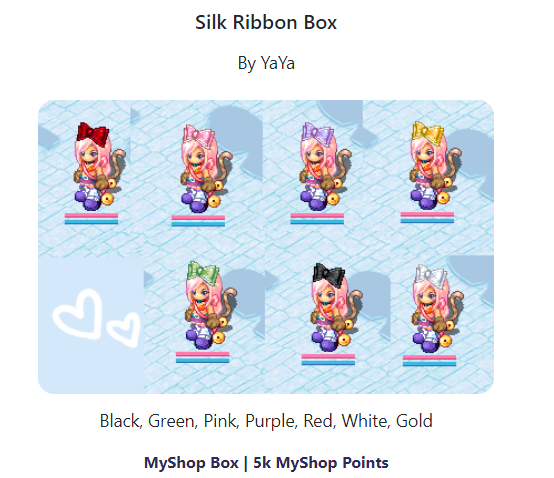 Silk Ribbon Box
By YaYa
Black, Green, Pink, Purple, Red, White, Gold
MyShop Box | 5k MyShop Points